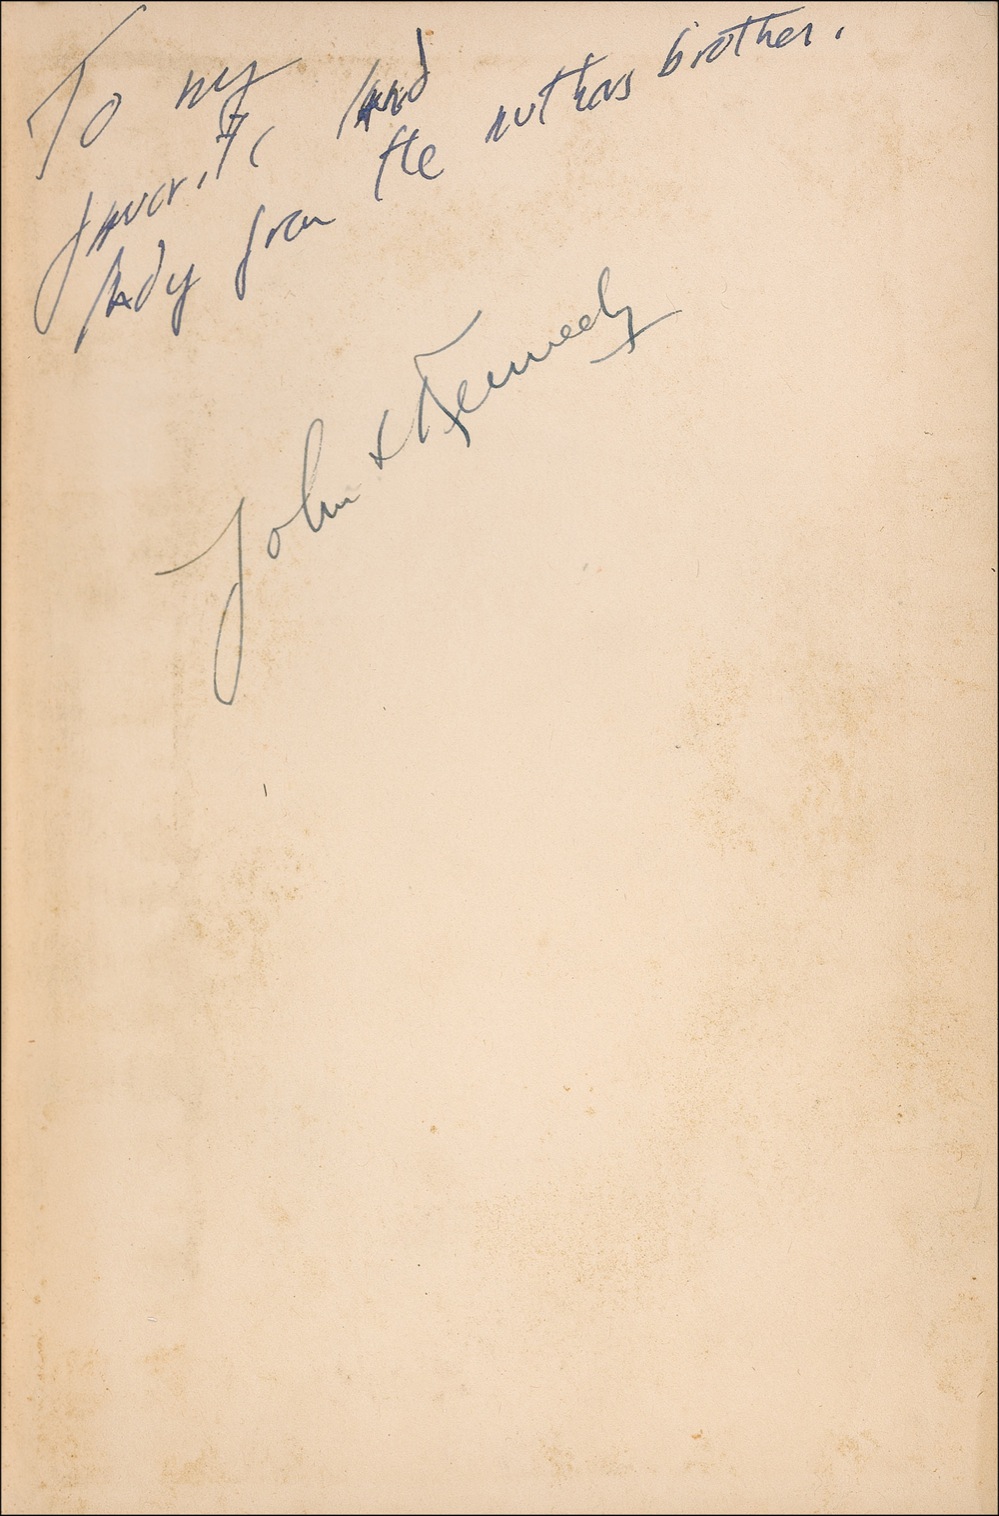 To my
favorite land
lady from the authors brother.
John F Kennedy